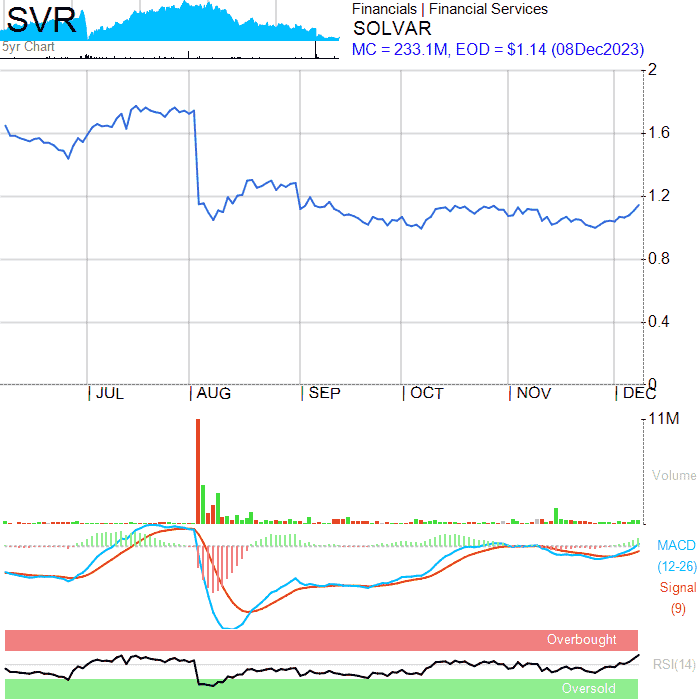 SVR
5yr Chart
Financials | Financial Services
SOLVAR
MC = 233.1M, EOD = $1.14 (08Dec2023)
2
1.6
1.2
0.8
0.4
0
JUL AUG SEP OCT NOV DEC
11M
Volume
MACD
(12-26)
Signal
(9)
Overbought
RSI(14)
Oversold